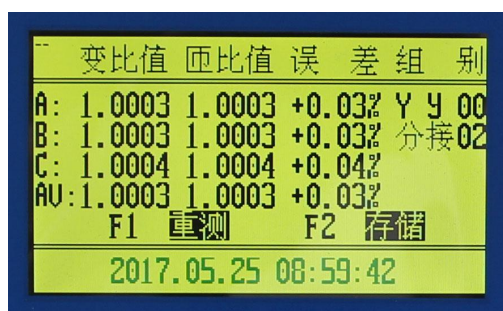 -- 变比值 匝比值 误 差 组 别
A: 1.0003 1.0003 +0.03% Y y 00
B: 1.0003 1.0003 +0.03% 分接02
C: 1.0004 1.0004 +0.04%
AV:1.0003 1.0003 +0.03%
F1 重测 F2 存储
2017.05.25 08:59:42